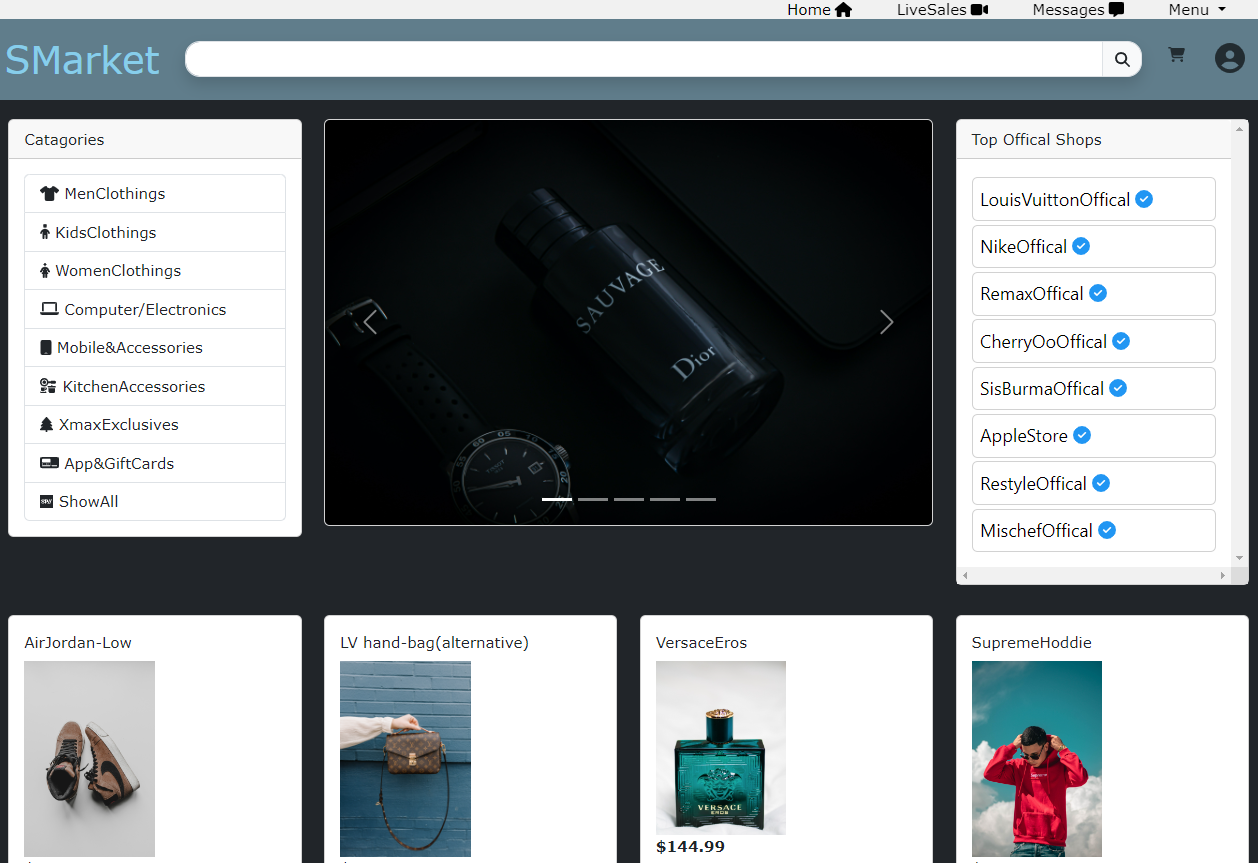 Home
LiveSales
Messages
Menu
SMarket
Catagories
MenClothings
KidsClothings
WomenClothings
Computer/Electronics
Mobile&Accessories
KitchenAccessories
XmaxExclusives
App&GiftCards
ShowAll
SAUVAGE
Dior
TISSOT
Top Offical Shops
LouisVuittonOffical
NikeOffical
RemaxOffical
CherryOoOffical
SisBurmaOffical
AppleStore
RestyleOffical
MischefOffical
AirJordan-Low
LV hand-bag(alternative)
VersaceEros
VERSACE
EROS
$144.99
SupremeHoddie